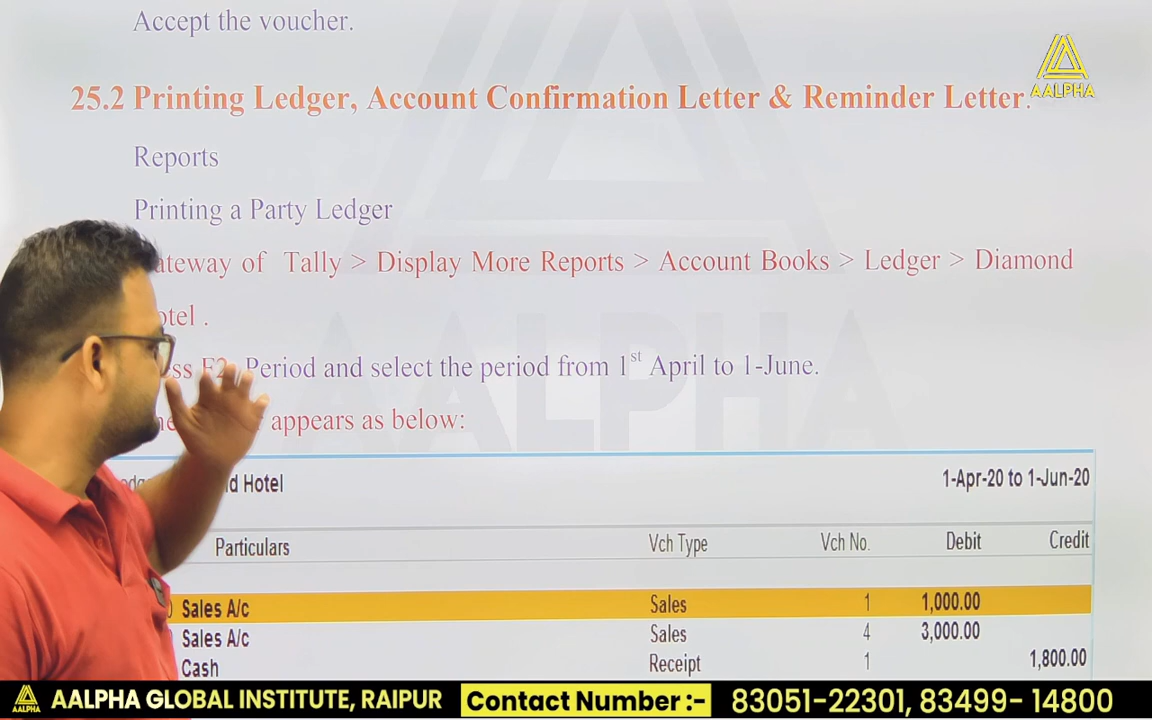 Accept the voucher.
25.2 Printing Ledger, Account Confirmation Letter & Reminder Letter.
AALPHA
Reports
Printing a Party Ledger
ateway of Tally > Display More Reports > Account Books > Ledger > Diamond
otel .
ss F2: Period and select the period from 1st April to 1-June.
appears as below:
AALPHA
d Hotel 1-Apr-20 to 1-Jun-20
Particulars Vch Type Vch No. Debit Credit
Sales A/c Sales 1 1,000.00
Sales A/c Sales 4 3,000.00
Cash Receipt 1 1,800.00
AALPHA AALPHA GLOBAL INSTITUTE, RAIPUR Contact Number :- 83051-22301, 83499- 14800